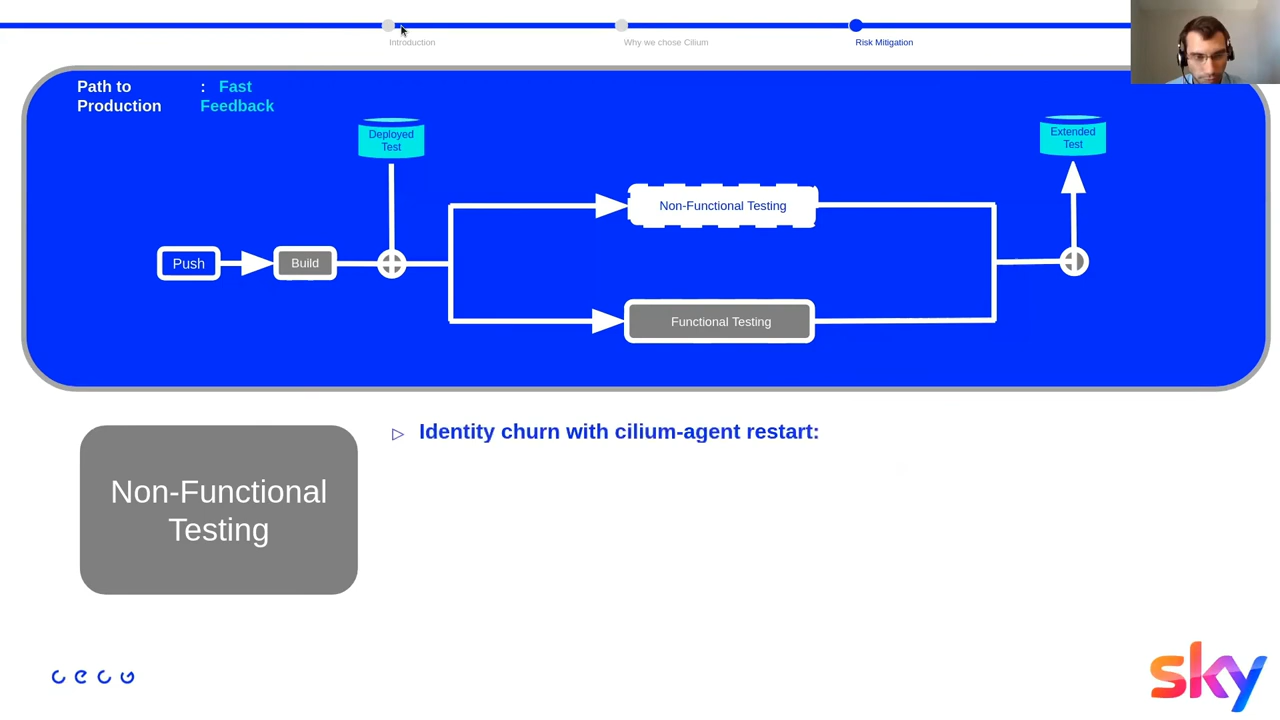 Introduction
Why we chose Cilium
Risk Mitigation
Path to
Production
: Fast
Feedback
Deployed
Test
Extended
Test
Non-Functional Testing
Push
Build
Functional Testing
▷ Identity churn with cilium-agent restart:
Non-Functional
Testing
cecg
sky